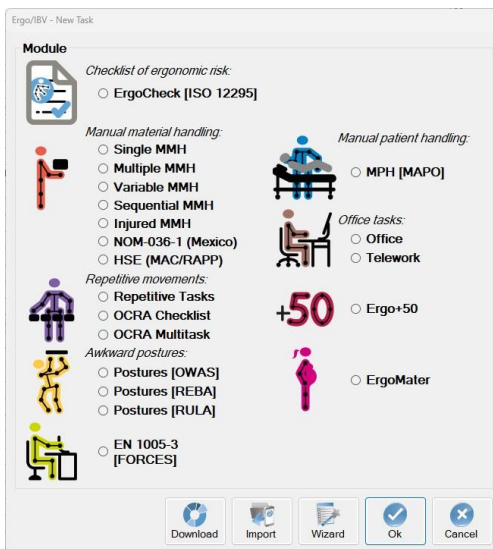 Ergo/IBV - New Task
Module
Checklist of ergonomic risk:
ErgoCheck [ISO 12295]
Manual material handling:
Single MMH
Multiple MMH
Variable MMH
Sequential MMH
Injured MMH
NOM-036-1 (Mexico)
HSE (MAC/RAPP)
Repetitive movements:
Repetitive Tasks
OCRA Checklist
OCRA Multitask
Awkward postures:
Postures [OWAS]
Postures [REBA]
Postures [RULA]
EN 1005-3
[FORCES]
Manual patient handling:
MPH [MAPO]
Office tasks:
Office
Telework
+50
Ergo+50
ErgoMater
Download
Import
Wizard
Ok
Cancel